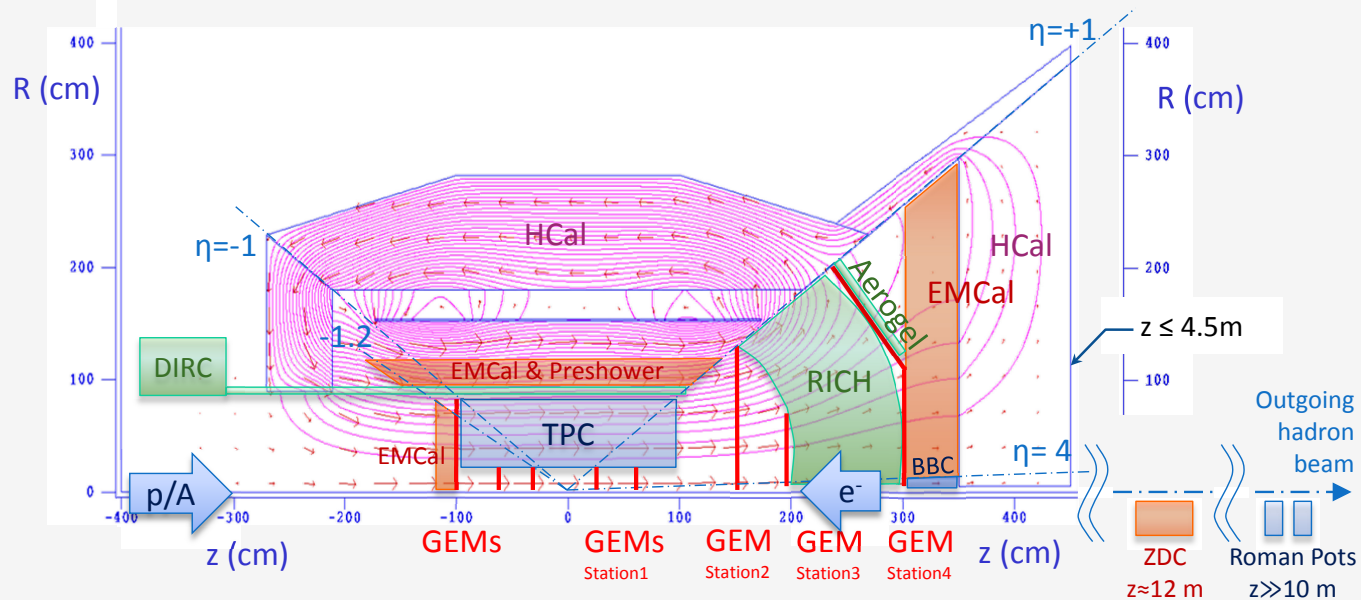 η=+1
400
400
R (cm)
R (cm)
300
300
HCal
η=-1
HCal
200
200
Aerogel
EMCal
z ≤ 4.5m
-1.2
DIRC
EMCal & Preshower
RICH
100
100
Outgoing
hadron
beam
TPC
EMCal
η= 4
BBC
p/A
e-
0
0
-400 -300 -200 -100 0 100 200 300 400
z (cm)
GEMs
GEMs
Station1
GEM
Station2
GEM
Station3
GEM
Station4
z (cm)
ZDC
z≈12 m
Roman Pots
z≫10 m